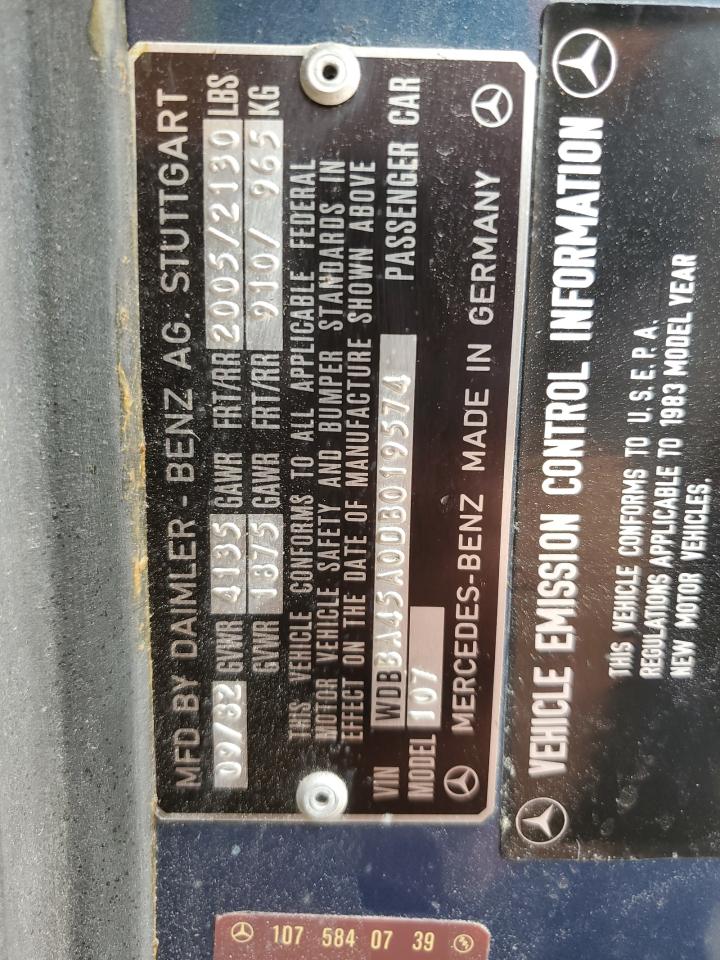 MFD BY DAIMLER - BENZ AG. STUTTGART
09/82 GVWR 4135 GAWR FRT/RR 2005/2130 LBS
GVWR 1875 GAWR FRT/RR 910/ 965 KG
THIS VEHICLE CONFORMS TO ALL APPLICABLE FEDERAL
MOTOR VEHICLE SAFETY AND BUMPER STANDARDS IN
EFFECT ON THE DATE OF MANUFACTURE SHOWN ABOVE
VIN WDBBA45A0DB019574
MODEL 107 PASSENGER CAR
MERCEDES-BENZ MADE IN GERMANY
VEHICLE EMISSION CONTROL INFORMATION
THIS VEHICLE CONFORMS TO U.S.E.P.A.
REGULATIONS APPLICABLE TO 1983 MODEL YEAR
NEW MOTOR VEHICLES.
107 584 07 39